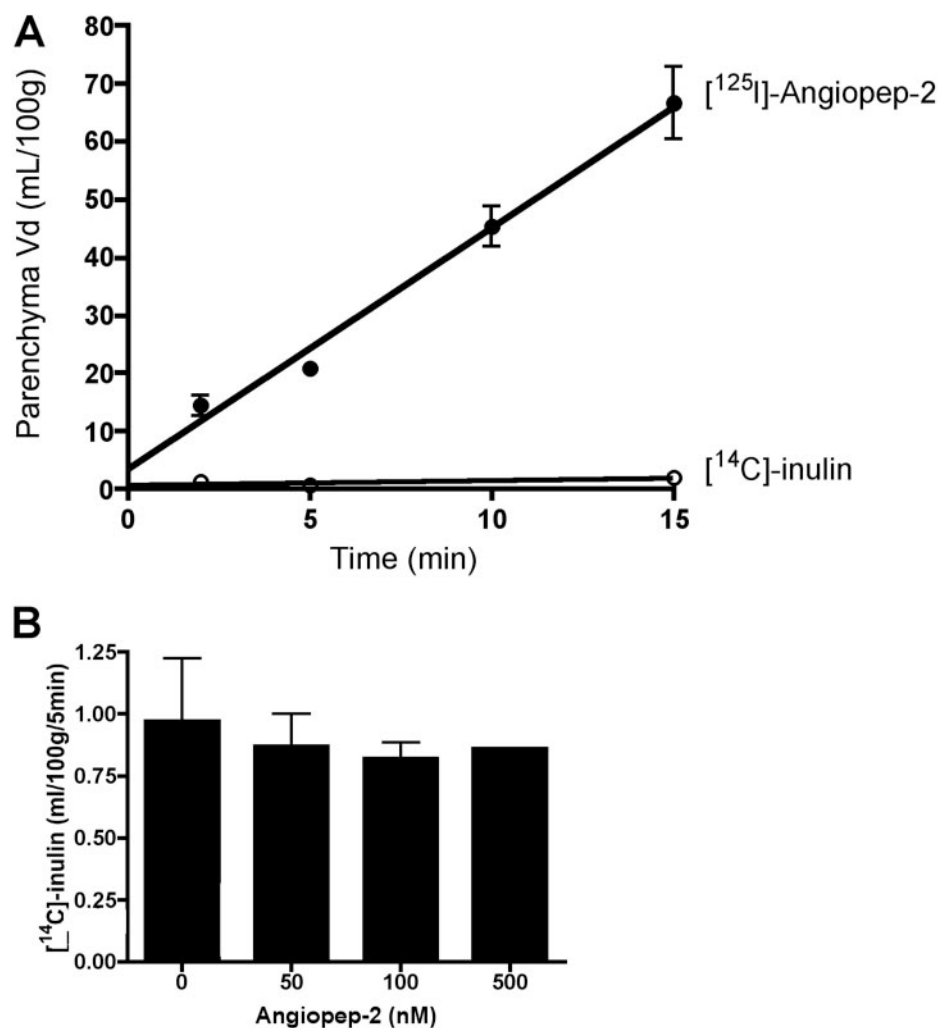 A
80
70
60
50
40
30
20
10
0
Parenchyma Vd (mL/100g)
[¹²⁵I]-Angiopep-2
[¹⁴C]-inulin
0 5 10 15
Time (min)
B
1.25
1.00
0.75
0.50
0.25
0.00
[_¹⁴C]-inulin (ml/100g/5min)
0 50 100 500
Angiopep-2 (nM)